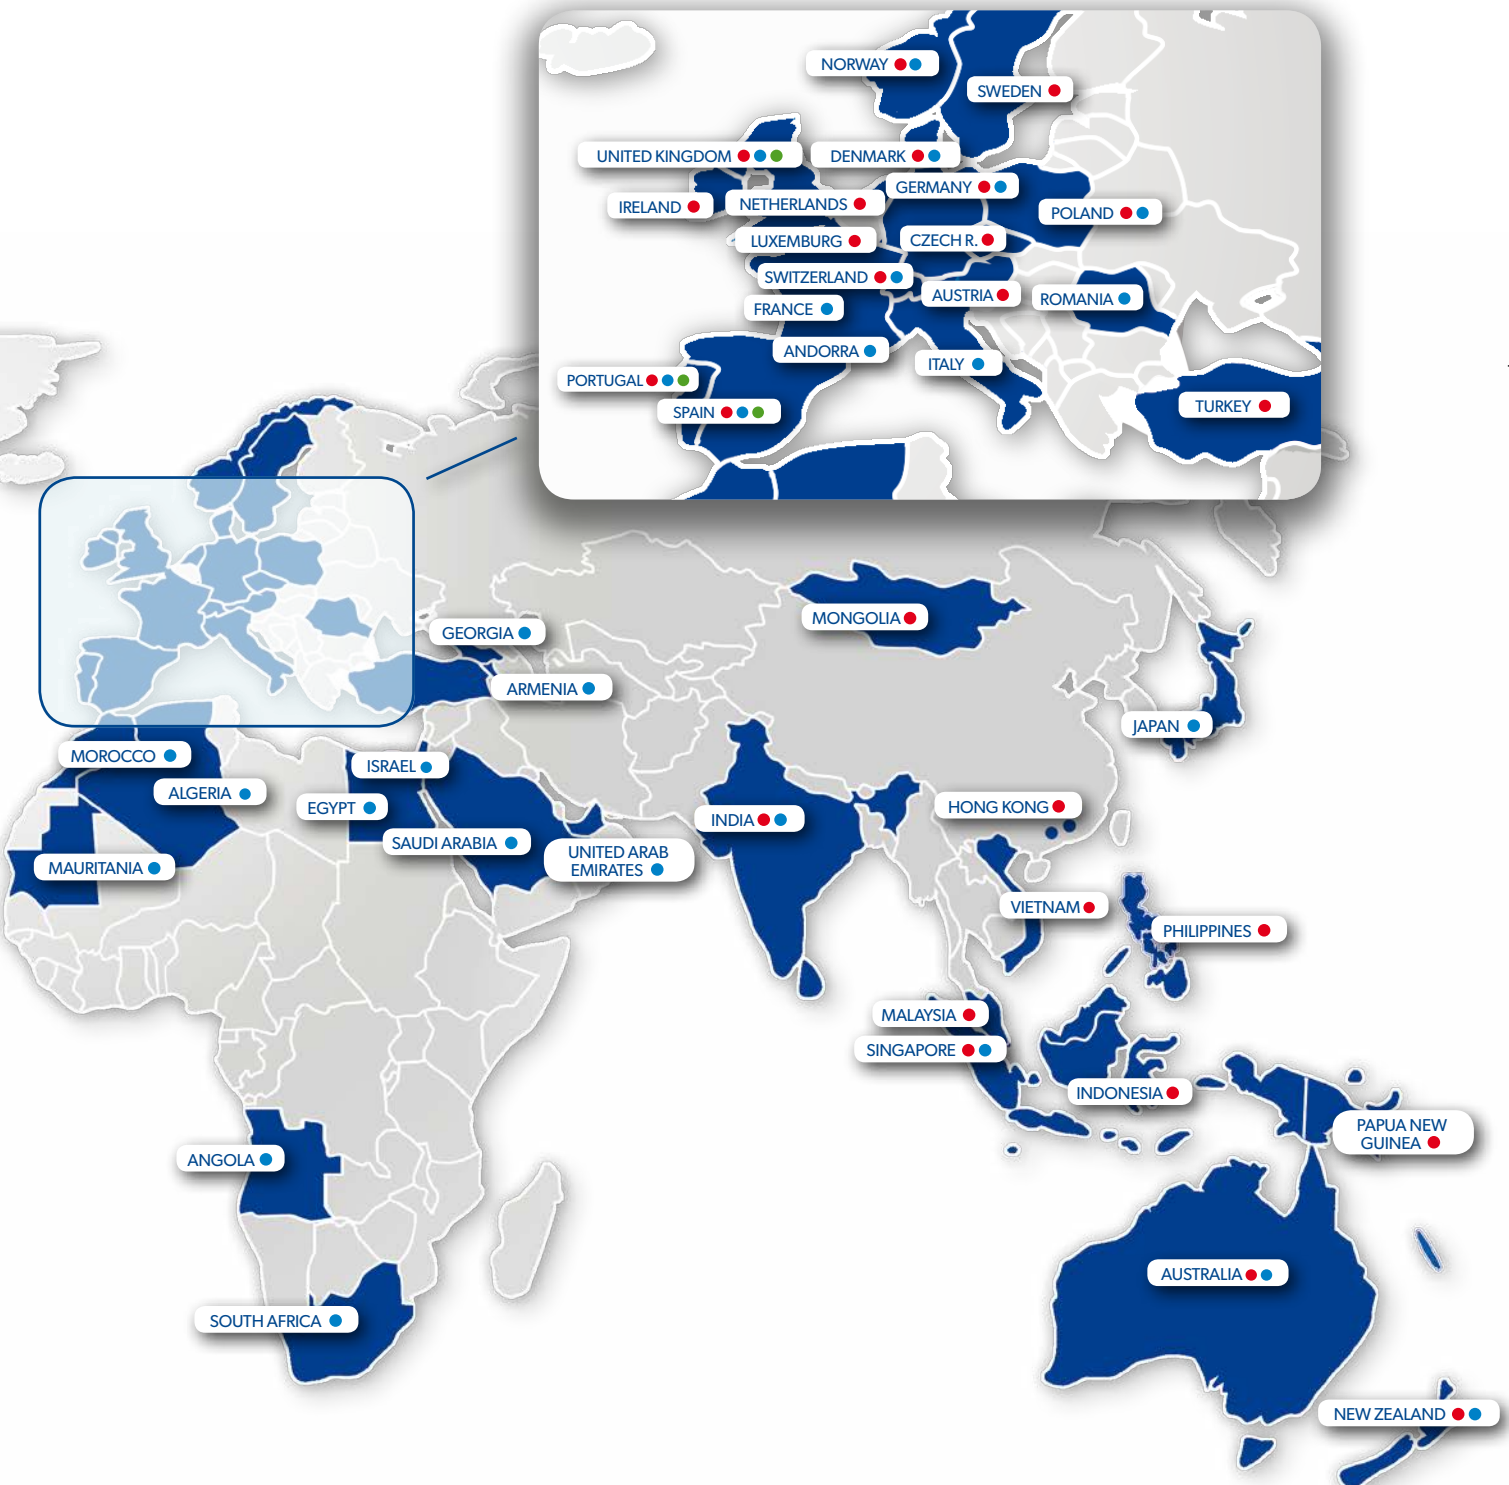 NORWAY
SWEDEN
UNITED KINGDOM
DENMARK
GERMANY
IRELAND
NETHERLANDS
POLAND
LUXEMBURG
CZECH R.
SWITZERLAND
AUSTRIA
ROMANIA
FRANCE
ANDORRA
ITALY
PORTUGAL
SPAIN
TURKEY
MONGOLIA
GEORGIA
ARMENIA
JAPAN
MOROCCO
ISRAEL
ALGERIA
EGYPT
HONG KONG
INDIA
SAUDI ARABIA
UNITED ARAB
EMIRATES
MAURITANIA
VIETNAM
PHILIPPINES
MALAYSIA
SINGAPORE
INDONESIA
PAPUA NEW
GUINEA
ANGOLA
AUSTRALIA
SOUTH AFRICA
NEW ZEALAND